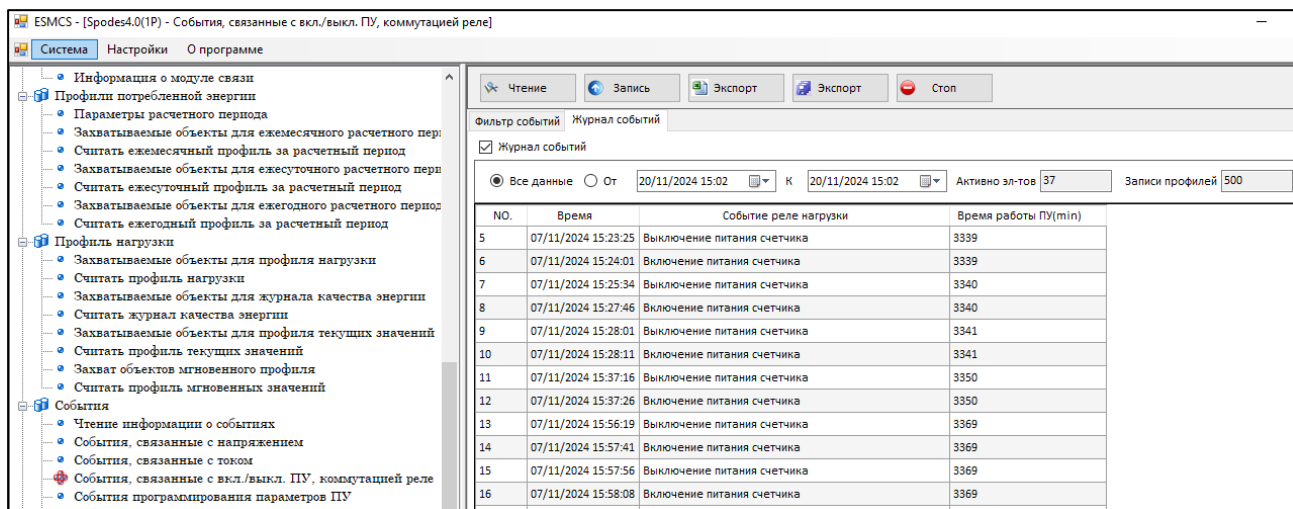 ESMCS - [Spodes4.0(1P) - События, связанные с вкл./выкл. ПУ, коммутацией реле]
Система Настройки О программе
Информация о модуле связи
Профили потребленной энергии
Параметры расчетного периода
Захватываемые объекты для ежемесячного расчетного пер
Считать ежемесячный профиль за расчетный период
Захватываемые объекты для ежесуточного расчетного пери
Считать ежесуточный профиль за расчетный период
Захватываемые объекты для ежегодного расчетного период
Считать ежегодный профиль за расчетный период
Профиль нагрузки
Захватываемые объекты для профиля нагрузки
Считать профиль нагрузки
Захватываемые объекты для журнала качества энергии
Считать журнал качества энергии
Захватываемые объекты для профиля текущих значений
Считать профиль текущих значений
Захват объектов мгновенного профиля
Считать профиль мгновенных значений
События
Чтение информации о событиях
События, связанные с напряжением
События, связанные с током
События, связанные с вкл./выкл. ПУ, коммутацией реле
События программирования параметров ПУ
Чтение Запись Экспорт Экспорт Стоп
Фильтр событий Журнал событий
Журнал событий
Все данные От 20/11/2024 15:02 К 20/11/2024 15:02 Активно эл-тов 37 Записи профилей 500
NO. Время Событие реле нагрузки Время работы ПУ(min)
5 07/11/2024 15:23:25 Выключение питания счетчика 3339
6 07/11/2024 15:24:01 Включение питания счетчика 3339
7 07/11/2024 15:25:34 Выключение питания счетчика 3340
8 07/11/2024 15:27:46 Включение питания счетчика 3340
9 07/11/2024 15:28:01 Выключение питания счетчика 3341
10 07/11/2024 15:28:11 Включение питания счетчика 3341
11 07/11/2024 15:37:16 Выключение питания счетчика 3350
12 07/11/2024 15:37:26 Включение питания счетчика 3350
13 07/11/2024 15:56:19 Выключение питания счетчика 3369
14 07/11/2024 15:57:41 Включение питания счетчика 3369
15 07/11/2024 15:57:56 Выключение питания счетчика 3369
16 07/11/2024 15:58:08 Включение питания счетчика 3369